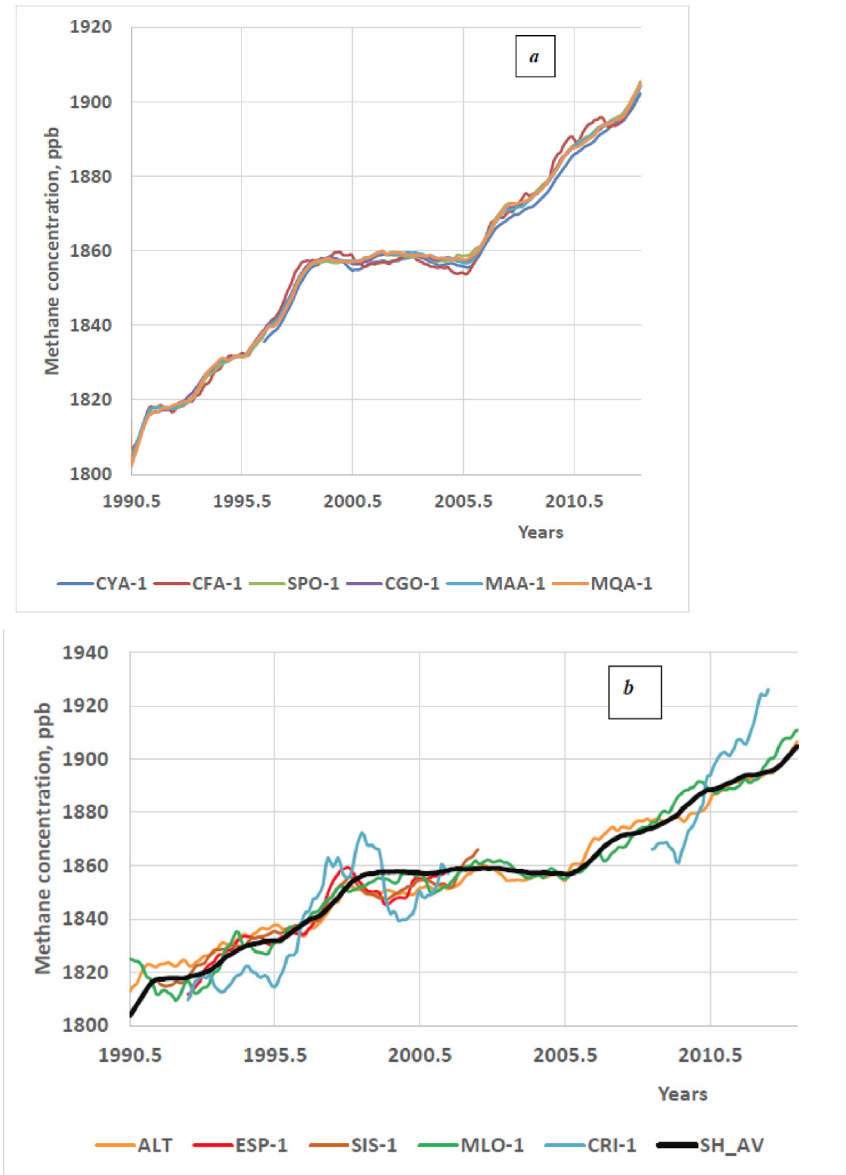 a
1920
1900
1880
1860
1840
1820
1800
Methane concentration, ppb
1990.5 1995.5 2000.5 2005.5 2010.5
Years
CYA-1 CFA-1 SPO-1 CGO-1 MAA-1 MQA-1
b
1940
1920
1900
1880
1860
1840
1820
1800
Methane concentration, ppb
1990.5 1995.5 2000.5 2005.5 2010.5
Years
ALT ESP-1 SIS-1 MLO-1 CRI-1 SH_AV